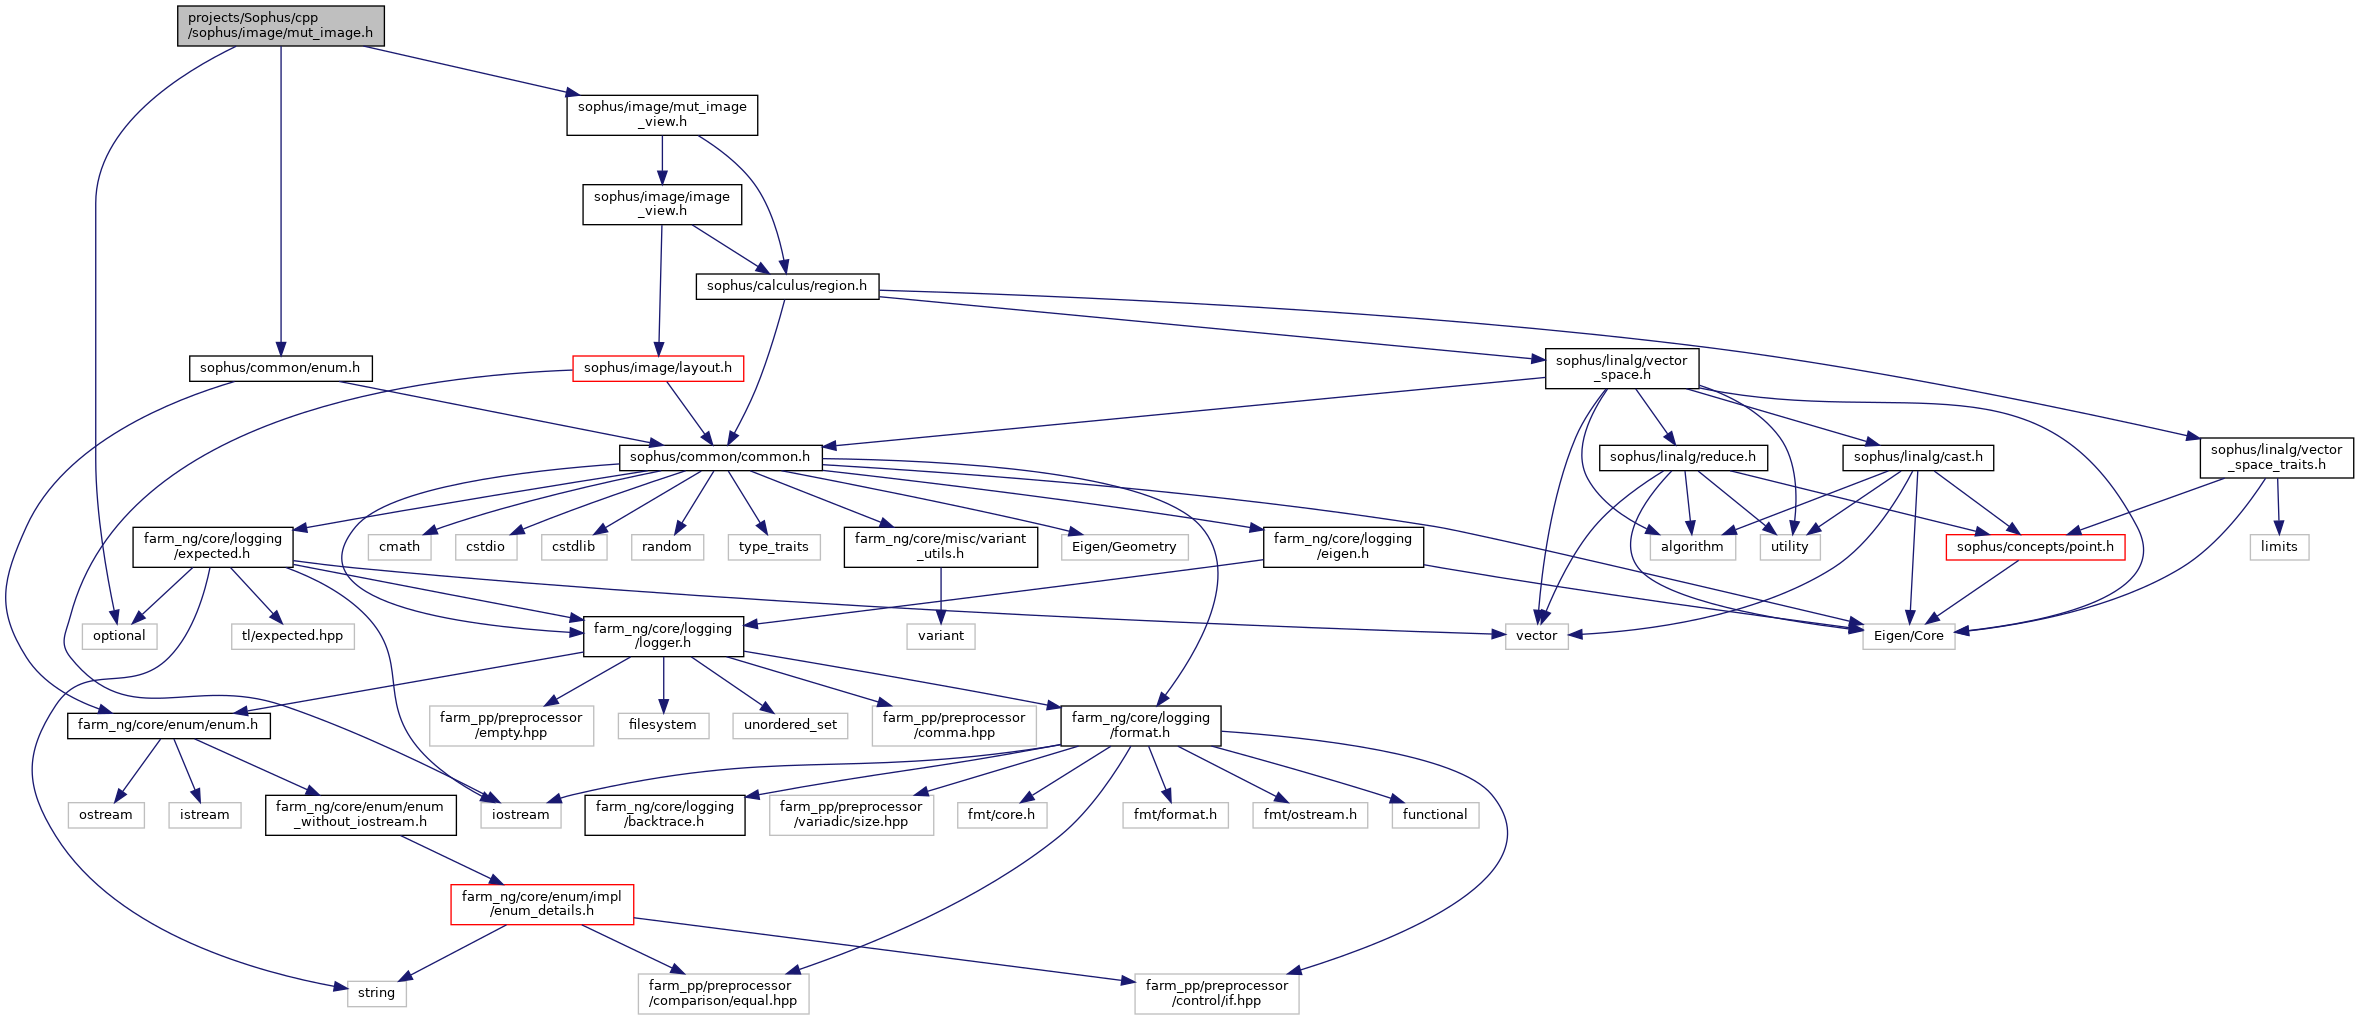 projects/Sophus/cpp
/sophus/image/mut_image.h
sophus/image/mut_image
_view.h
sophus/image/image
_view.h
sophus/calculus/region.h
sophus/common/enum.h
sophus/image/layout.h
sophus/linalg/vector
_space.h
sophus/common/common.h
sophus/linalg/reduce.h
sophus/linalg/cast.h
sophus/linalg/vector
_space_traits.h
farm_ng/core/logging
/expected.h
cmath
cstdio
cstdlib
random
type_traits
farm_ng/core/misc/variant
_utils.h
Eigen/Geometry
farm_ng/core/logging
/eigen.h
algorithm
utility
sophus/concepts/point.h
limits
optional
tl/expected.hpp
farm_ng/core/logging
/logger.h
variant
vector
Eigen/Core
farm_ng/core/enum/enum.h
farm_pp/preprocessor
/empty.hpp
filesystem
unordered_set
farm_pp/preprocessor
/comma.hpp
farm_ng/core/logging
/format.h
ostream
istream
farm_ng/core/enum/enum
_without_iostream.h
iostream
farm_ng/core/logging
/backtrace.h
farm_pp/preprocessor
/variadic/size.hpp
fmt/core.h
fmt/format.h
fmt/ostream.h
functional
farm_ng/core/enum/impl
/enum_details.h
string
farm_pp/preprocessor
/comparison/equal.hpp
farm_pp/preprocessor
/control/if.hpp